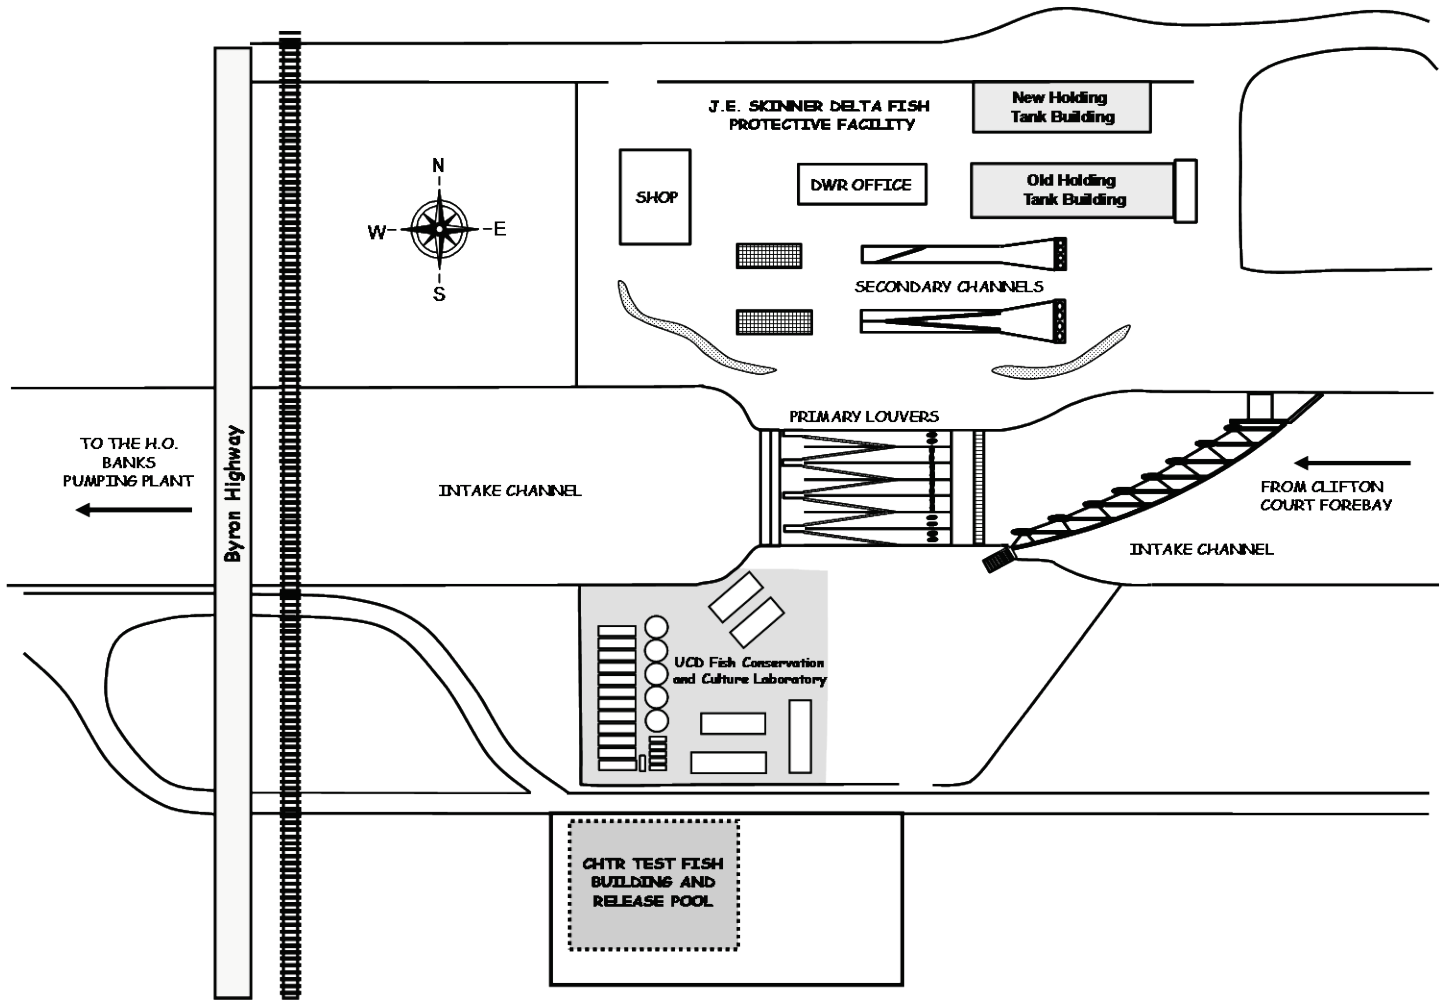 J.E. SKINNER DELTA FISH
PROTECTIVE FACILITY
New Holding
Tank Building
N
W
E
S
SHOP
DWR OFFICE
Old Holding
Tank Building
SECONDARY CHANNELS
PRIMARY LOUVERS
TO THE H.O.
BANKS
PUMPING PLANT
Byron Highway
INTAKE CHANNEL
FROM CLIFTON
COURT FOREBAY
INTAKE CHANNEL
UCD Fish Conservation
and Culture Laboratory
CHTR TEST FISH
BUILDING AND
RELEASE POOL